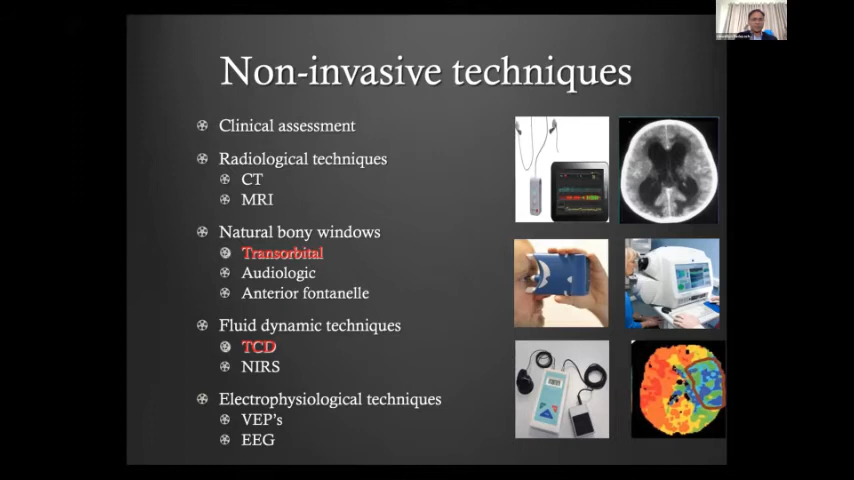 Non-invasive techniques
Clinical assessment
Radiological techniques
CT
MRI
Natural bony windows
Transorbital
Audiologic
Anterior fontanelle
Fluid dynamic techniques
TCD
NIRS
Electrophysiological techniques
VEP's
EEG